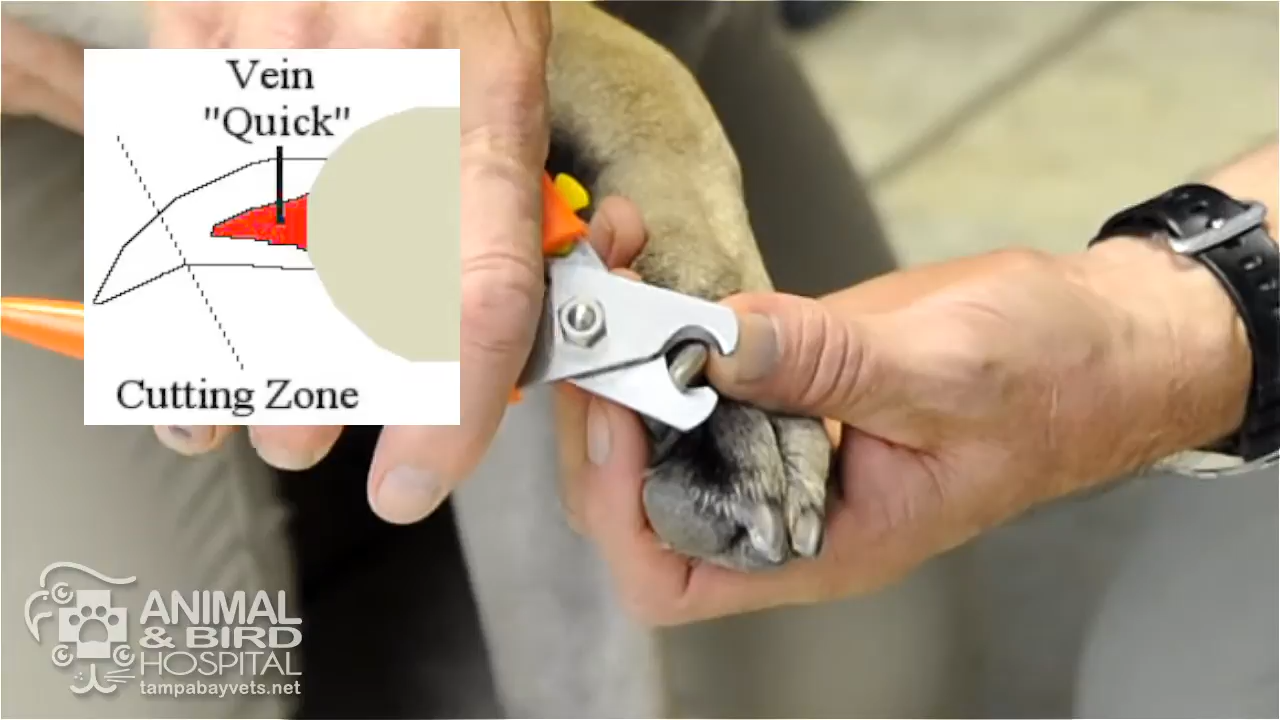 Vein
"Quick"
Cutting Zone
ANIMAL
& BIRD
HOSPITAL
tampabayvets.net